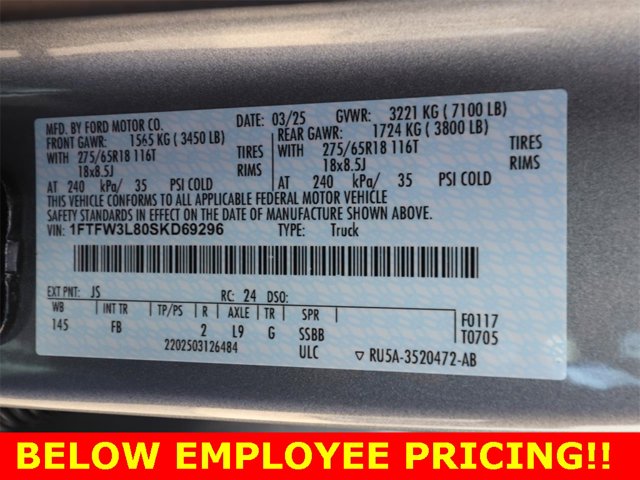 MFD. BY FORD MOTOR CO. DATE: 03/25 GVWR: 3221 KG ( 7100 LB)
FRONT GAWR: 1565 KG ( 3450 LB) REAR GAWR: 1724 KG ( 3800 LB)
WITH 275/65R18 116T TIRES WITH 275/65R18 116T TIRES
18x8.5J RIMS 18x8.5J RIMS
AT 240 kPa/ 35 PSI COLD AT 240 kPa/ 35 PSI COLD
THIS VEHICLE CONFORMS TO ALL APPLICABLE FEDERAL MOTOR VEHICLE
SAFETY STANDARDS IN EFFECT ON THE DATE OF MANUFACTURE SHOWN ABOVE.
VIN: 1FTFW3L80SKD69296 TYPE: Truck
EXT PNT: JS RC: 24 DSO:
WB INT TR TP/PS R AXLE TR SPR F0117
145 FB 2 L9 G SSBB T0705
2202503126484 ULC ▽ RU5A-3520472-AB
BELOW EMPLOYEE PRICING!!